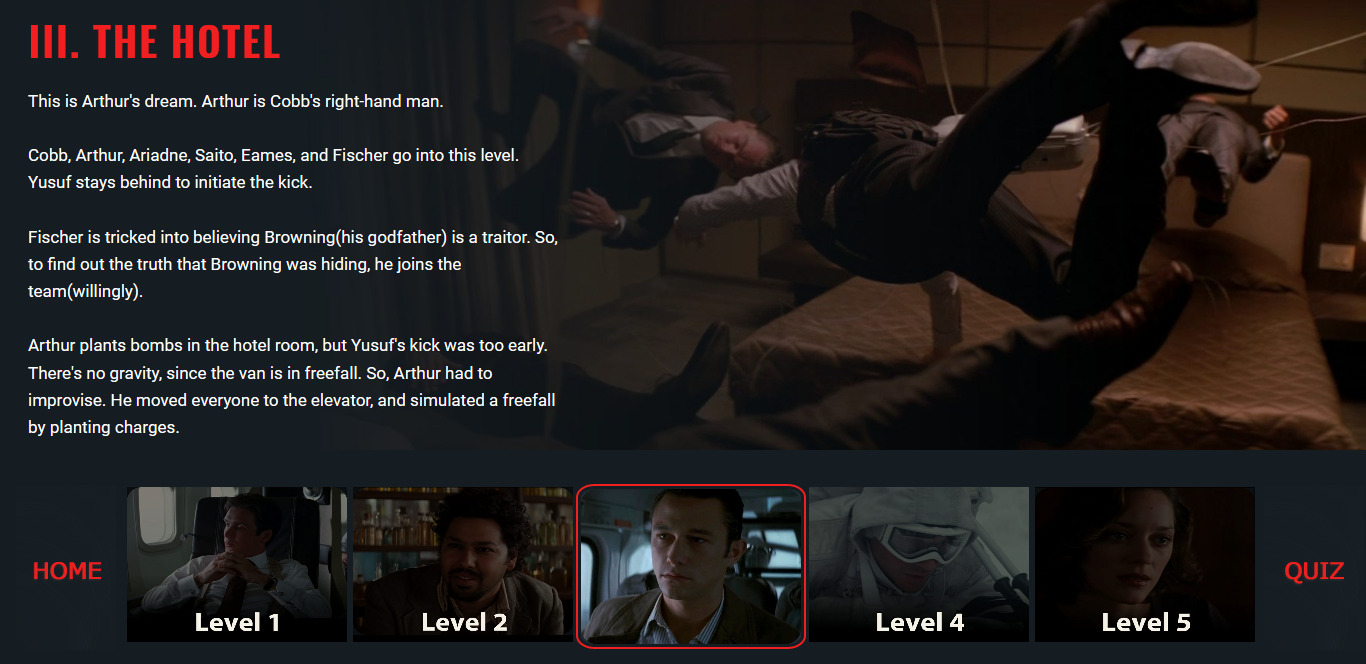 III. THE HOTEL
This is Arthur's dream. Arthur is Cobb's right-hand man.
Cobb, Arthur, Ariadne, Saito, Eames, and Fischer go into this level.
Yusuf stays behind to initiate the kick.
Fischer is tricked into believing Browning(his godfather) is a traitor. So,
to find out the truth that Browning was hiding, he joins the
team(willingly).
Arthur plants bombs in the hotel room, but Yusuf's kick was too early.
There's no gravity, since the van is in freefall. So, Arthur had to
improvise. He moved everyone to the elevator, and simulated a freefall
by planting charges.
HOME
Level 1
Level 2
Level 4
Level 5
QUIZ